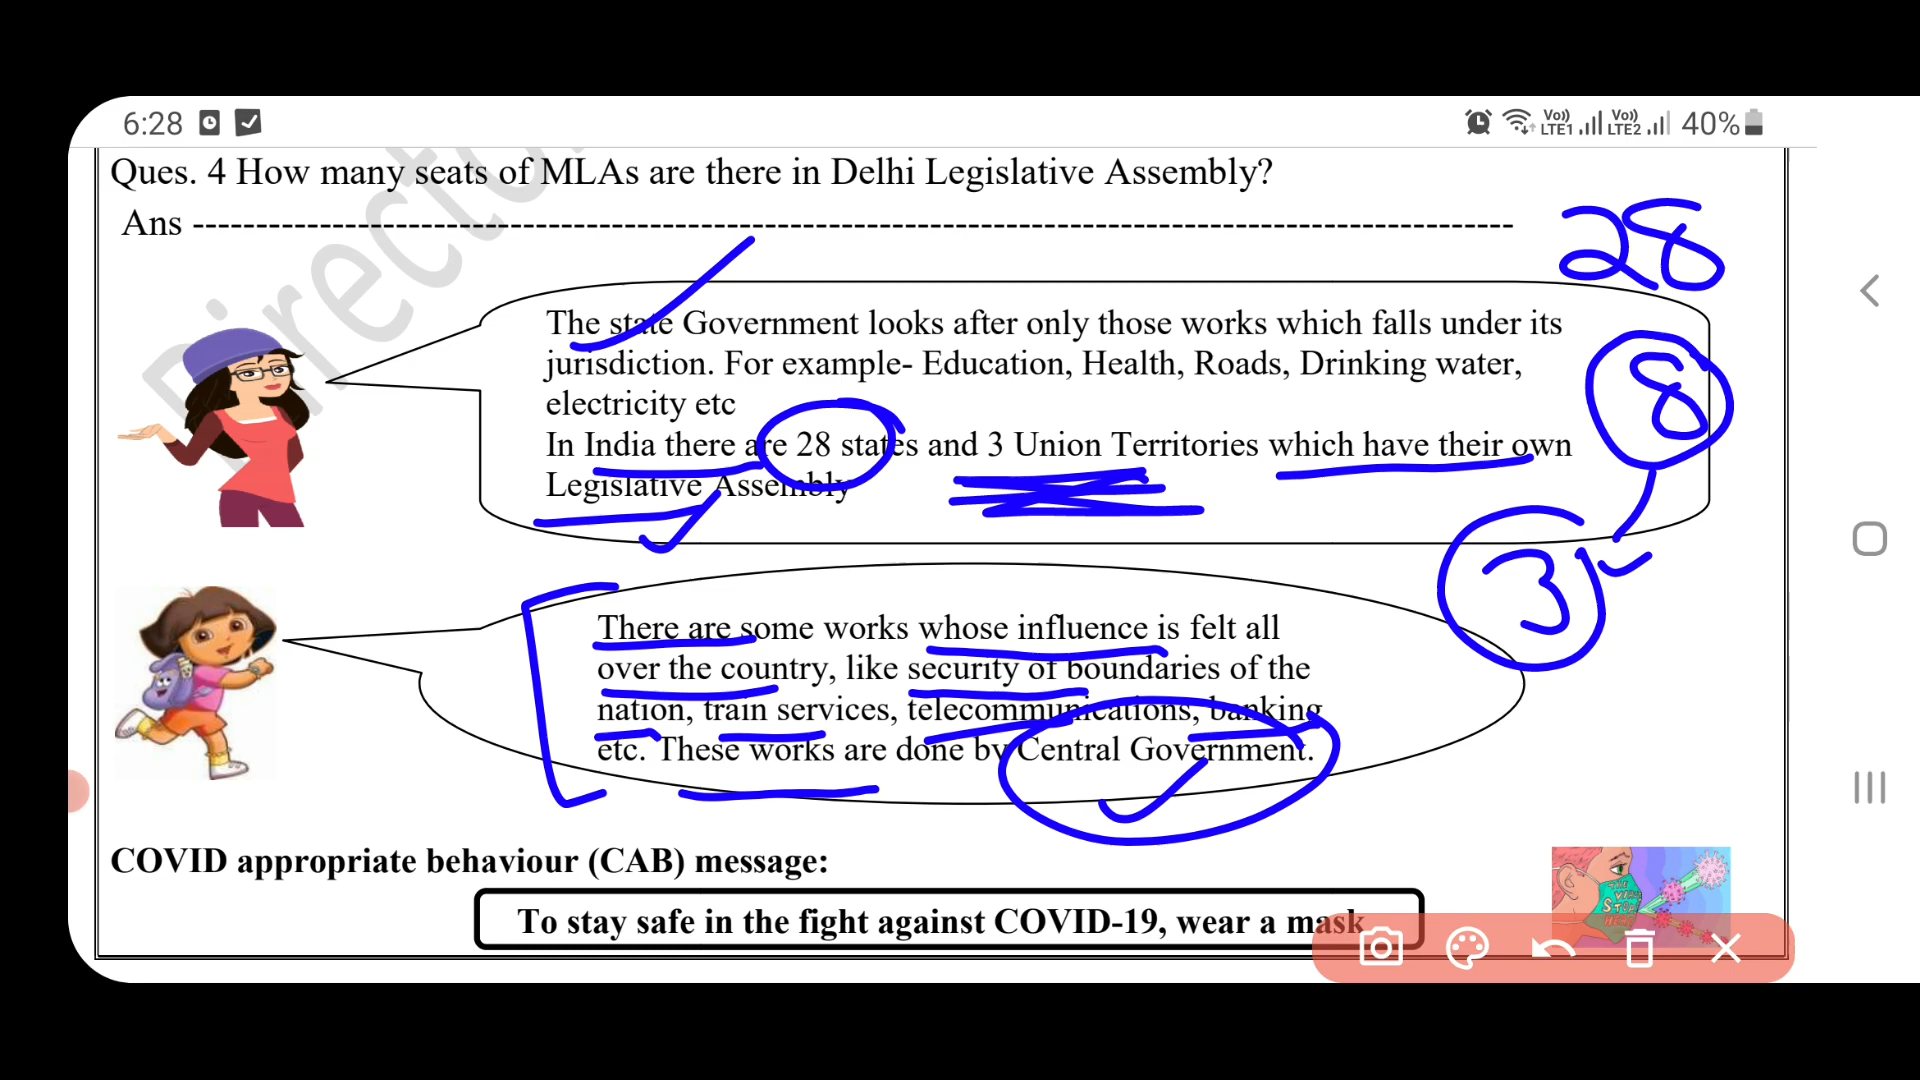 6:28
Vo)) LTE1 Vo)) LTE2 40%
Ques. 4 How many seats of MLAs are there in Delhi Legislative Assembly?
Ans ----------------------------------------------------------------------------------------------------
28
The state Government looks after only those works which falls under its
jurisdiction. For example- Education, Health, Roads, Drinking water,
electricity etc
8
In India there are 28 states and 3 Union Territories which have their own
Legislative Assembly
3
There are some works whose influence is felt all
over the country, like security of boundaries of the
nation, train services, telecommunications, banking
etc. These works are done by Central Government.
COVID appropriate behaviour (CAB) message:
To stay safe in the fight against COVID-19, wear a mask